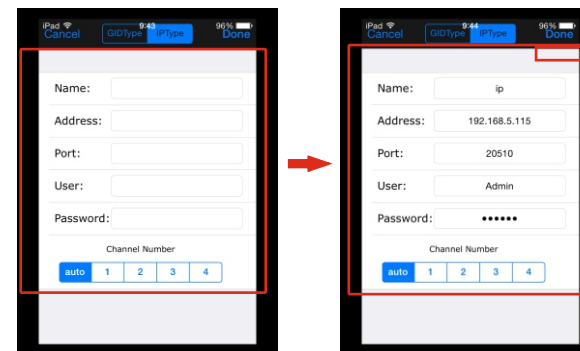 iPad 9:43 96%
Cancel GIDType IPType Done
Name:
Address:
Port:
User:
Password:
Channel Number
auto 1 2 3 4
iPad 9:44 96%
Cancel GIDType IPType Done
Name: ip
Address: 192.168.5.115
Port: 20510
User: Admin
Password: ••••••
Channel Number
auto 1 2 3 4